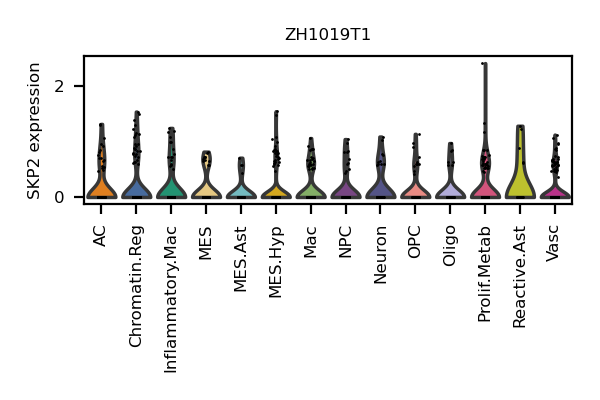 ZH1019T1
SKP2 expression
2
0
AC
Chromatin.Reg
Inflammatory.Mac
MES
MES.Ast
MES.Hyp
Mac
NPC
Neuron
OPC
Oligo
Prolif.Metab
Reactive.Ast
Vasc